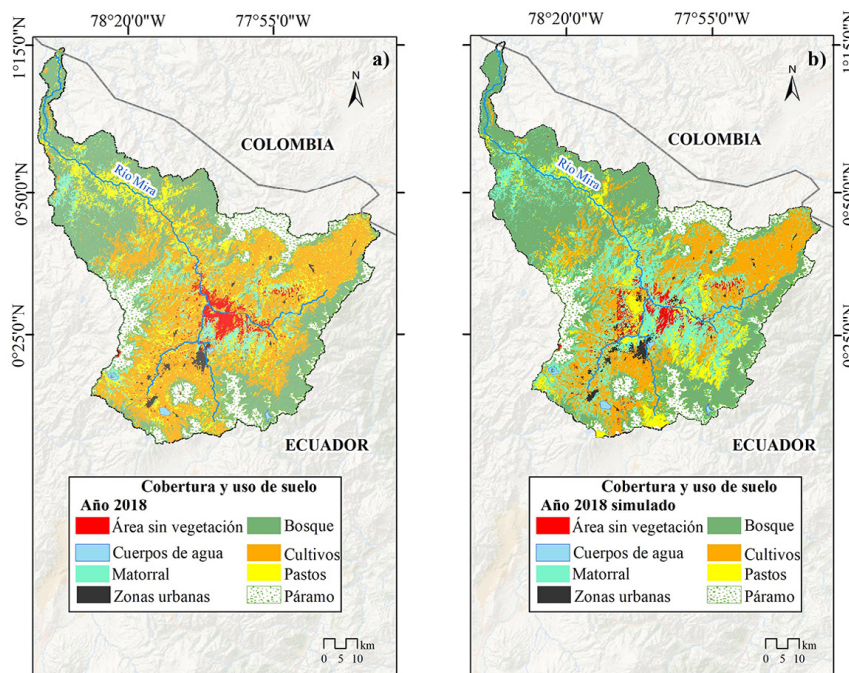 78°20'0"W 77°55'0"W
1°15'0"N
a)
N
COLOMBIA
Río Mira
0°50'0"N
0°25'0"N
ECUADOR
Cobertura y uso de suelo
Año 2018
Área sin vegetación Bosque
Cuerpos de agua Cultivos
Matorral Pastos
Zonas urbanas Páramo
km
0 5 10
78°20'0"W 77°55'0"W
1°15'0"N
b)
N
COLOMBIA
Río Mira
0°50'0"N
0°25'0"N
ECUADOR
Cobertura y uso de suelo
Año 2018 simulado
Área sin vegetación Bosque
Cuerpos de agua Cultivos
Matorral Pastos
Zonas urbanas Páramo
km
0 5 10